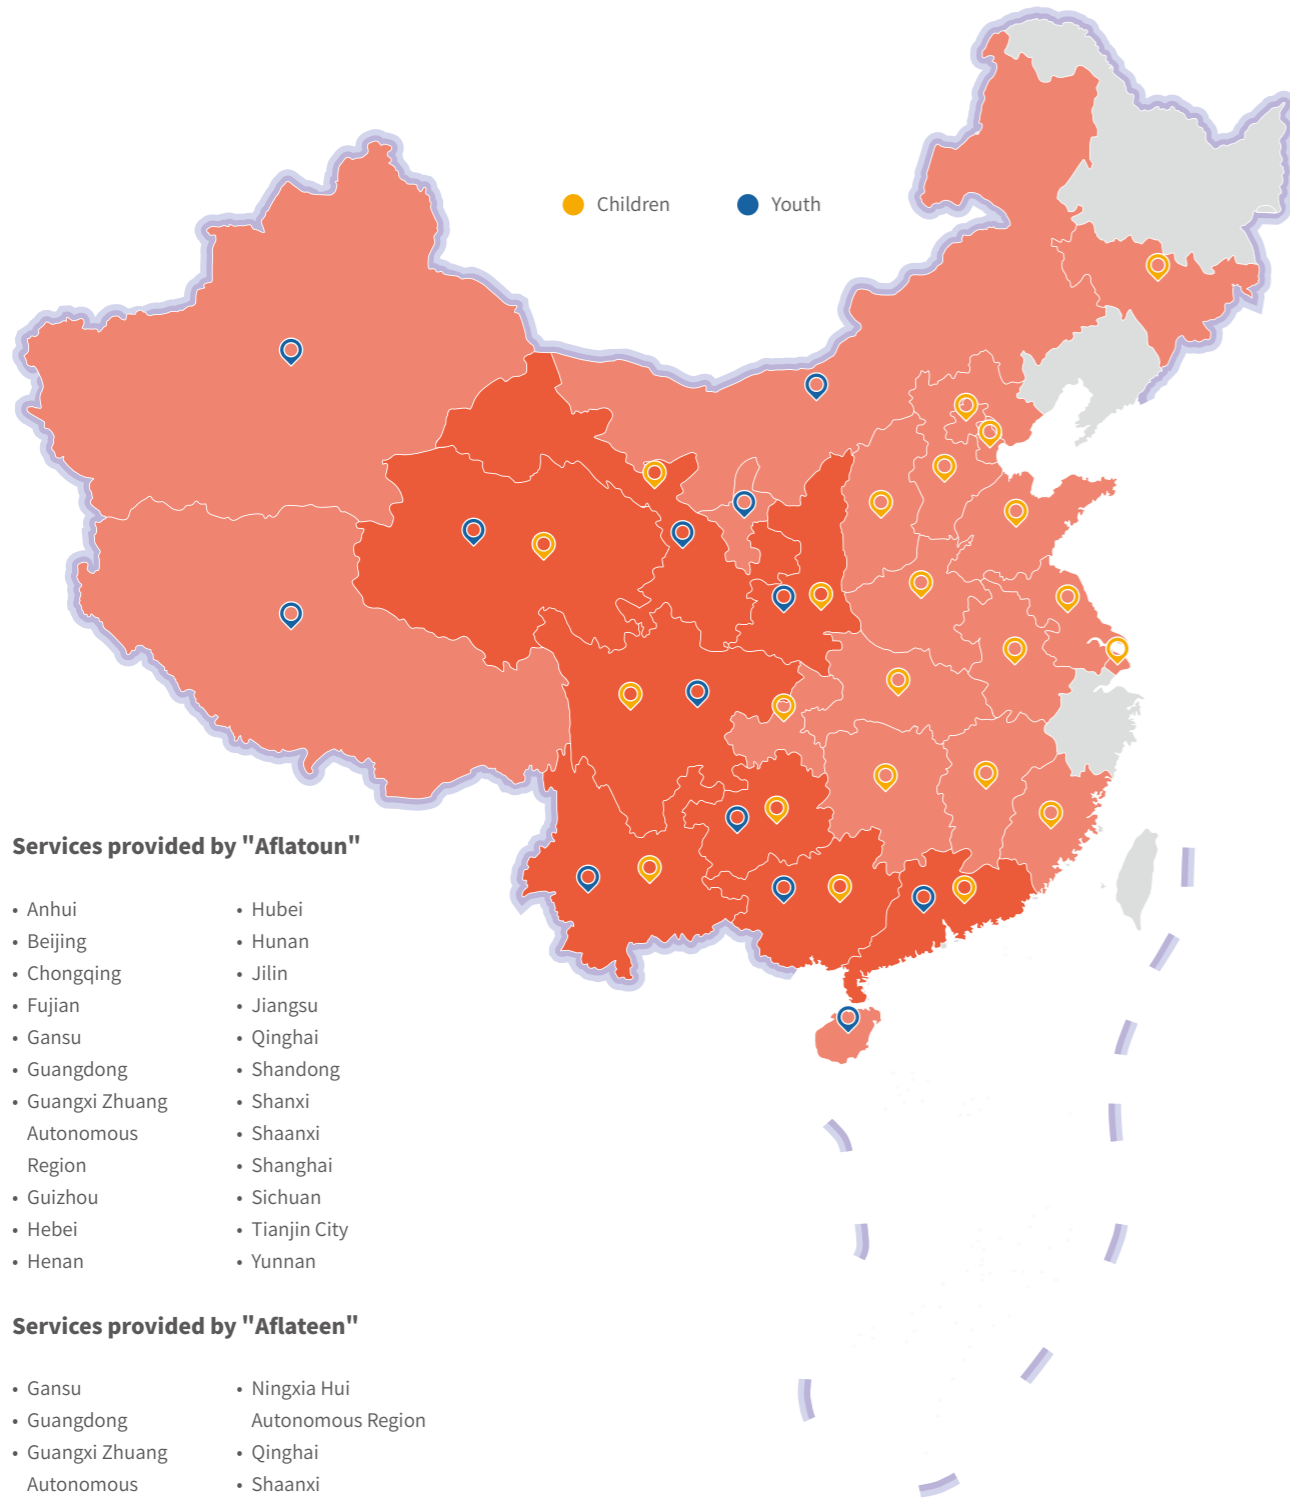 Children
Youth
Services provided by "Aflatoun"
• Anhui
• Beijing
• Chongqing
• Fujian
• Gansu
• Guangdong
• Guangxi Zhuang
Autonomous
Region
• Guizhou
• Hebei
• Henan
• Hubei
• Hunan
• Jilin
• Jiangsu
• Qinghai
• Shandong
• Shanxi
• Shaanxi
• Shanghai
• Sichuan
• Tianjin City
• Yunnan
Services provided by "Aflateen"
• Gansu
• Guangdong
• Guangxi Zhuang
Autonomous
• Ningxia Hui
Autonomous Region
• Qinghai
• Shaanxi